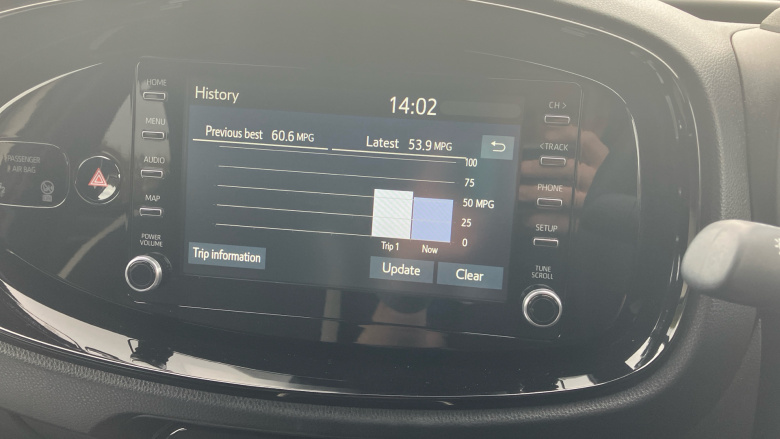 HOME
MENU
AUDIO
MAP
POWER
VOLUME
PASSENGER
AIR BAG
History
14:02
Previous best 60.6 MPG
Latest 53.9 MPG
100
75
50 MPG
25
0
Trip 1
Now
Trip information
Update
Clear
CH >
< TRACK
PHONE
SETUP
TUNE
SCROLL